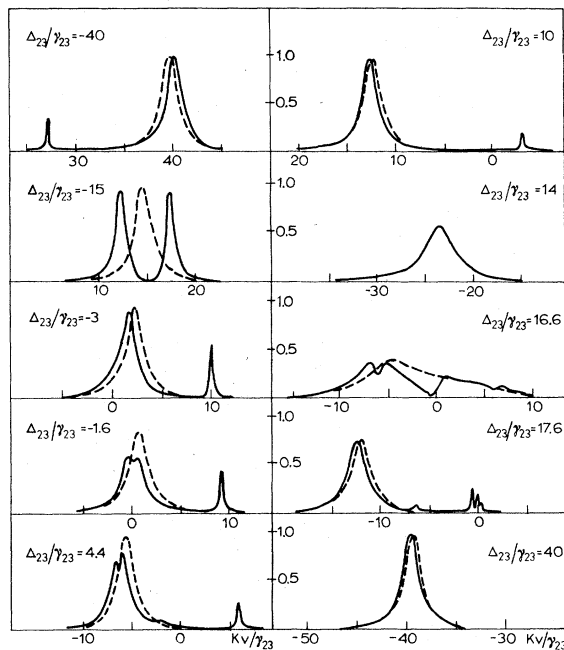 Δ₂₃/γ₂₃ = -40
1.0
0.5
Δ₂₃/γ₂₃ = 10
30 40
20 10 0
Δ₂₃/γ₂₃ = -15
1.0
0.5
Δ₂₃/γ₂₃ = 14
10 20
-30 -20
Δ₂₃/γ₂₃ = -3
1.0
0.5
Δ₂₃/γ₂₃ = 16.6
0 10
-10 0 10
Δ₂₃/γ₂₃ = -1.6
1.0
0.5
Δ₂₃/γ₂₃ = 17.6
-10 0 10
-10 0
Δ₂₃/γ₂₃ = 4.4
1.0
0.5
Δ₂₃/γ₂₃ = 40
-10 0 Kv/γ₂₃
-50 -40 Kv/γ₂₃ -30